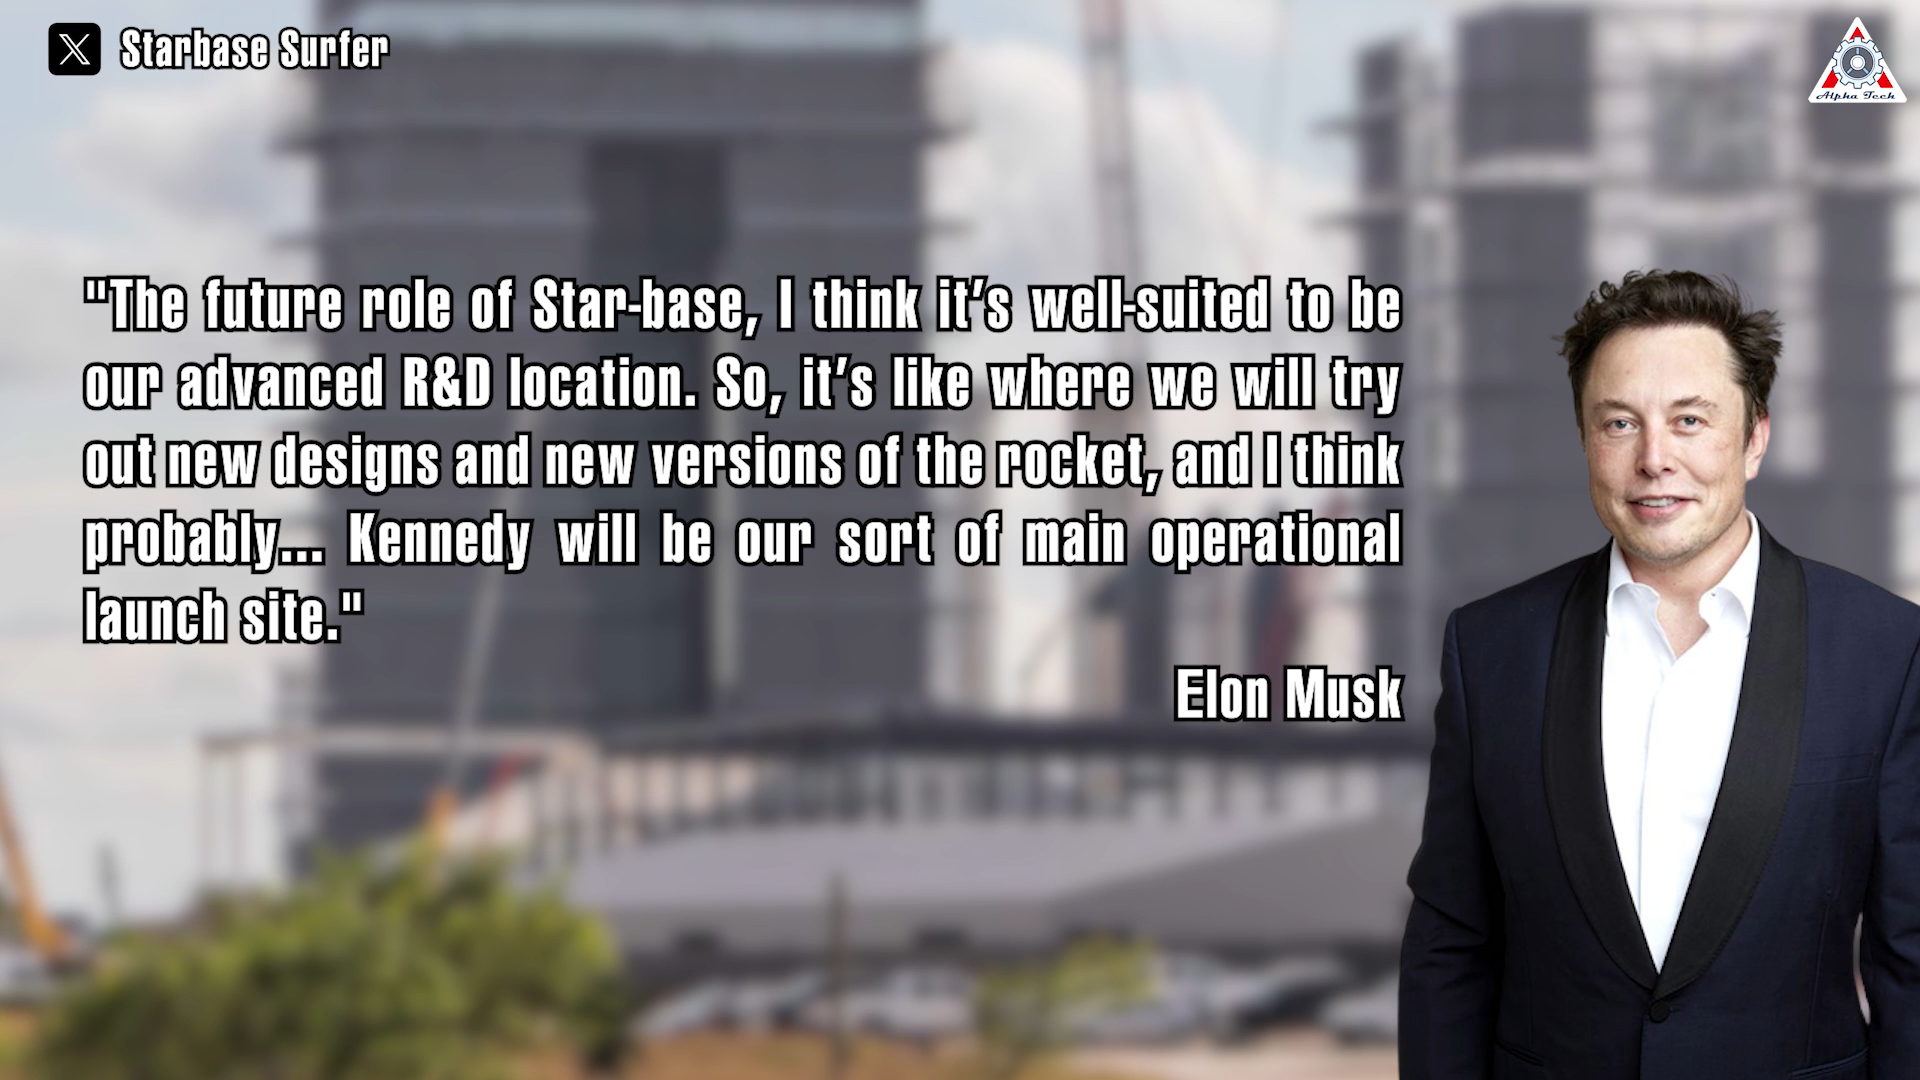 X Starbase Surfer
Alpha Tech
"The future role of Star-base, I think it's well-suited to be
our advanced R&D location. So, it's like where we will try
out new designs and new versions of the rocket, and I think
probably... Kennedy will be our sort of main operational
launch site."
Elon Musk